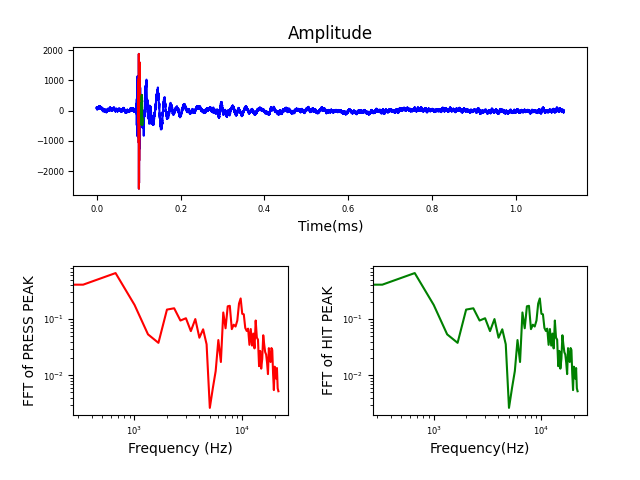 Amplitude
2000
1000
0
−1000
−2000
0.0 0.2 0.4 0.6 0.8 1.0
Time(ms)
FFT of PRESS PEAK
10⁻¹
10⁻²
10³ 10⁴
Frequency (Hz)
FFT of HIT PEAK
10⁻¹
10⁻²
10³ 10⁴
Frequency(Hz)